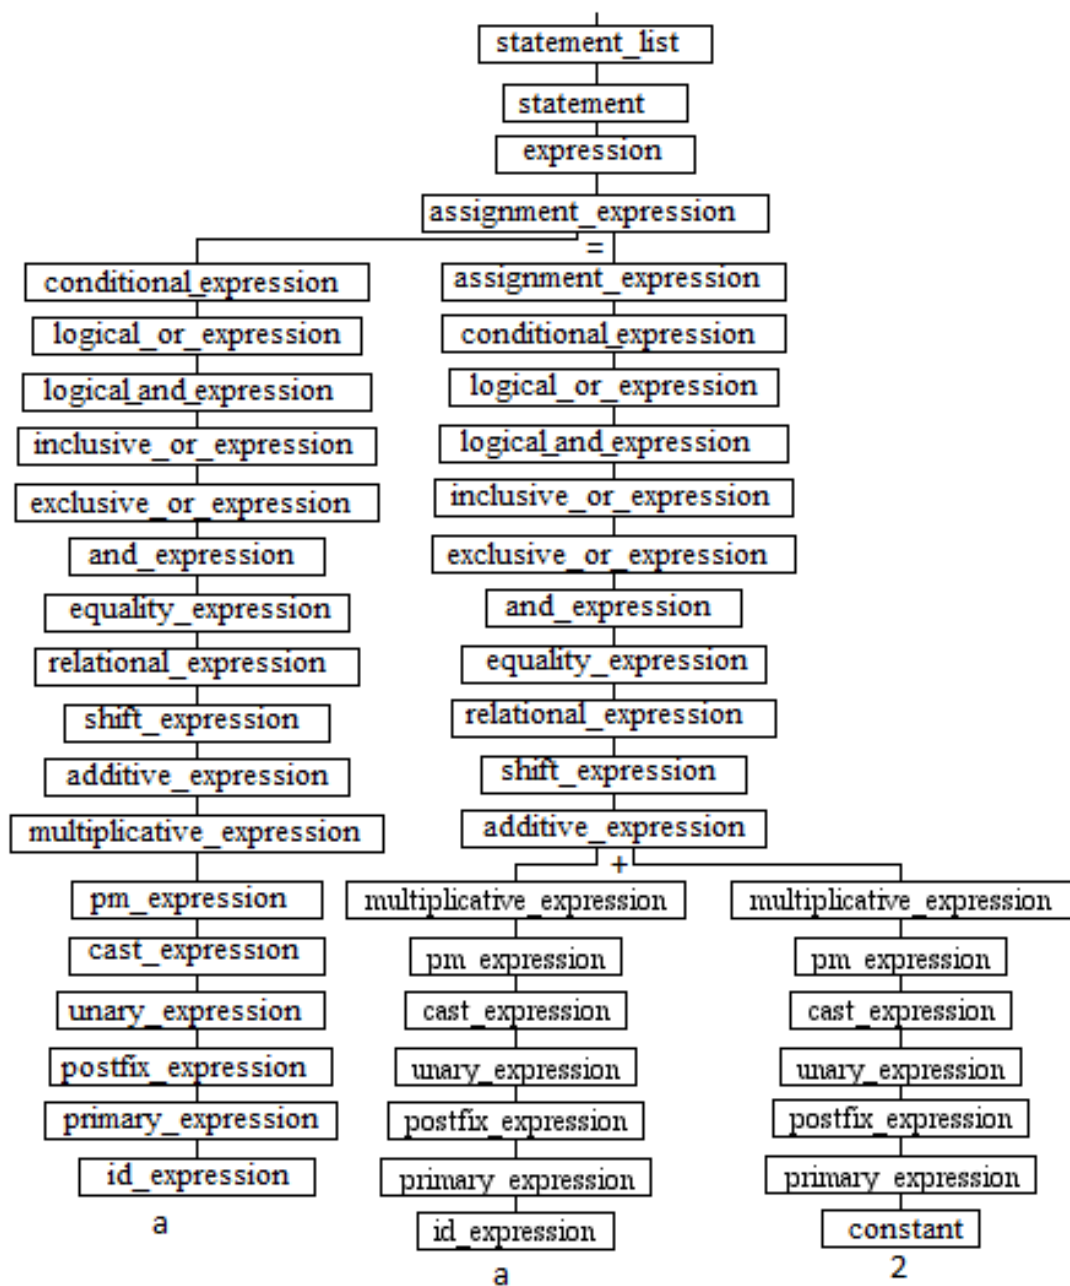 statement_list
statement
expression
assignment_expression
=
conditional_expression assignment_expression
logical_or_expression conditional_expression
logical_and_expression logical_or_expression
inclusive_or_expression logical_and_expression
exclusive_or_expression inclusive_or_expression
and_expression exclusive_or_expression
equality_expression and_expression
relational_expression equality_expression
shift_expression relational_expression
additive_expression shift_expression
multiplicative_expression additive_expression
+
pm_expression multiplicative_expression multiplicative_expression
cast_expression pm_expression pm_expression
unary_expression cast_expression cast_expression
postfix_expression unary_expression unary_expression
primary_expression postfix_expression postfix_expression
id_expression primary_expression primary_expression
a id_expression constant
a 2